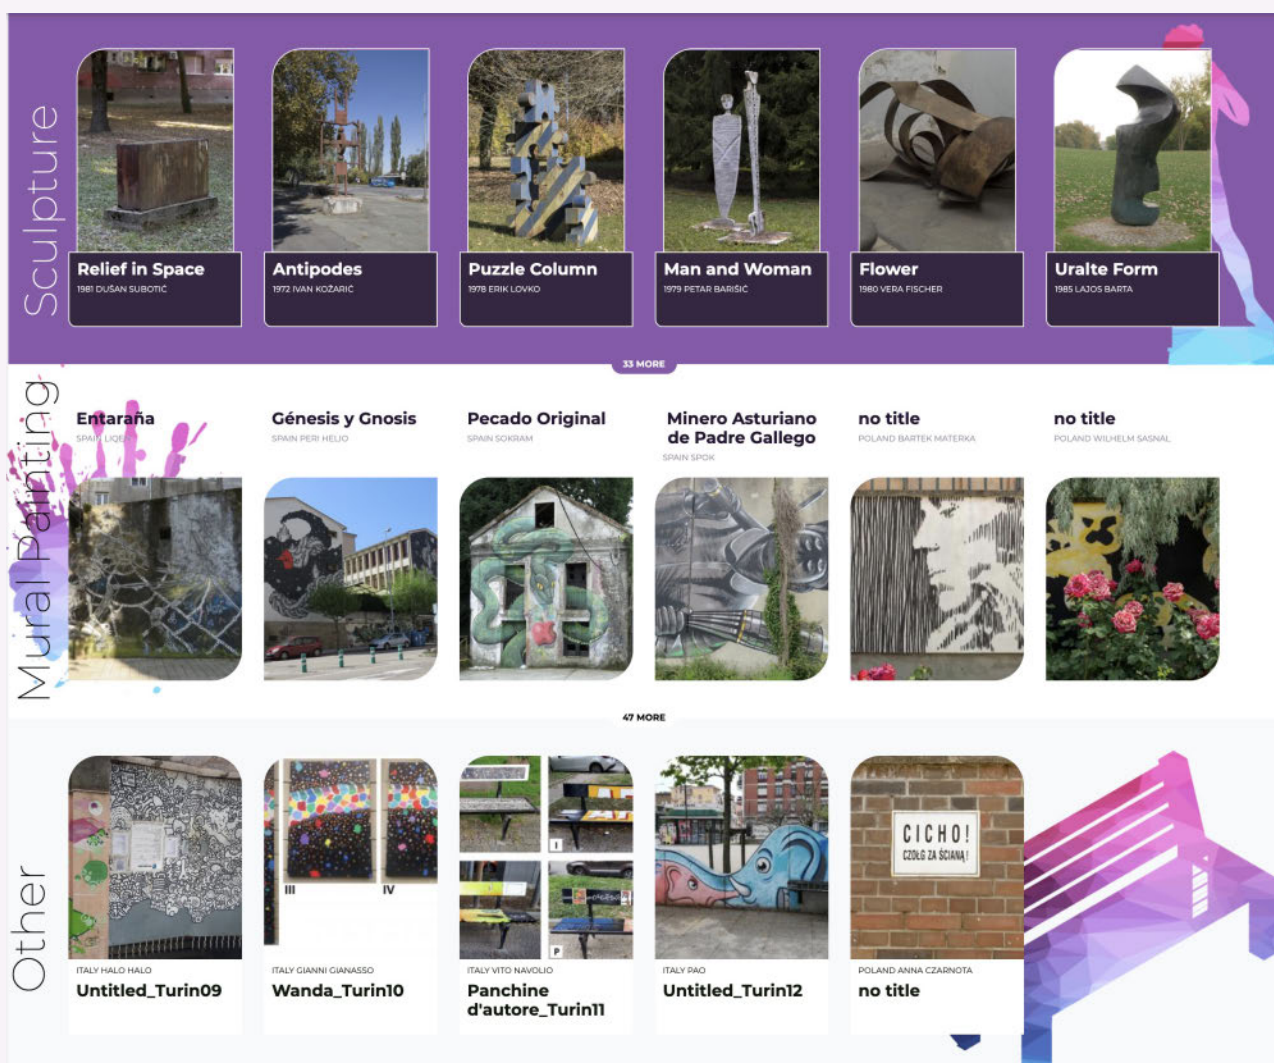 Sculpture
Relief in Space
1981 DUŠAN SUBOTIĆ
Antipodes
1972 IVAN KOŽARIĆ
Puzzle Column
1978 ERIK LOVKO
Man and Woman
1979 PETAR BARIŠIĆ
Flower
1980 VERA FISCHER
Uralte Form
1985 LAJOS BARTA
33 MORE
Mural Painting
Entaraña
SPAIN LIQEN
Génesis y Gnosis
SPAIN PERI HELIO
Pecado Original
SPAIN SOKRAM
Minero Asturiano
de Padre Gallego
SPAIN SPOK
no title
POLAND BARTEK MATERKA
no title
POLAND WILHELM SASNAL
47 MORE
Other
ITALY HALO HALO
Untitled_Turin09
III
IV
ITALY GIANNI GIANASSO
Wanda_Turin10
I
P
ITALY VITO NAVOLIO
Panchine
d'autore_Turin11
ITALY PAO
Untitled_Turin12
CICHO!
CZOŁG ZA ŚCIANĄ!
POLAND ANNA CZARNOTA
no title